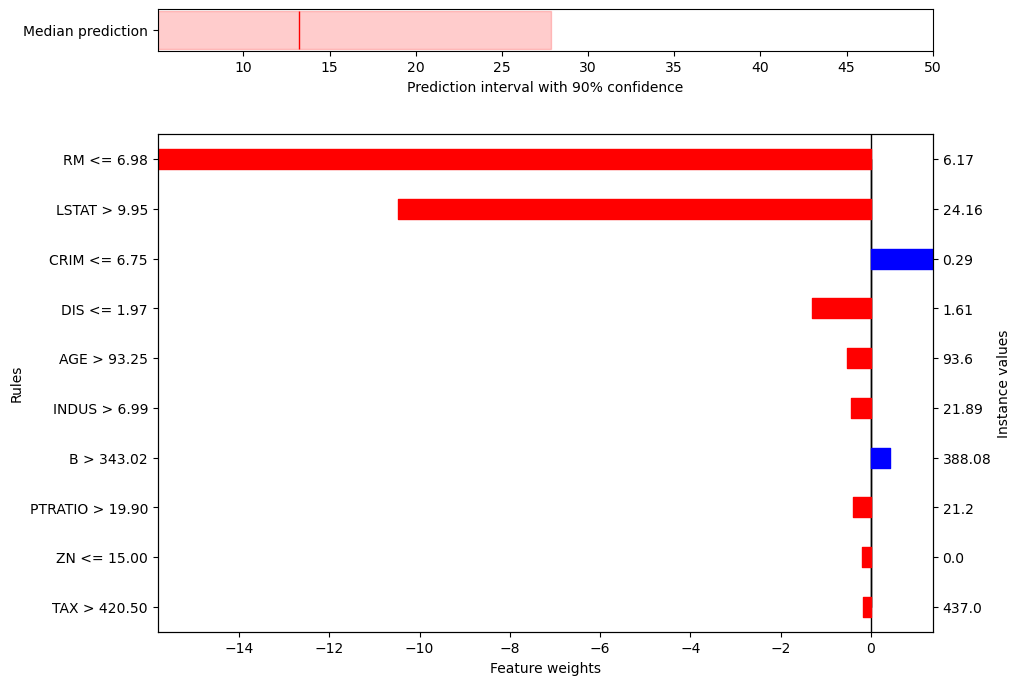 Median prediction
10 15 20 25 30 35 40 45 50
Prediction interval with 90% confidence
RM <= 6.98 6.17
LSTAT > 9.95 24.16
CRIM <= 6.75 0.29
DIS <= 1.97 1.61
AGE > 93.25 93.6
INDUS > 6.99 21.89
B > 343.02 388.08
PTRATIO > 19.90 21.2
ZN <= 15.00 0.0
TAX > 420.50 437.0
Rules
Instance values
−14 −12 −10 −8 −6 −4 −2 0
Feature weights